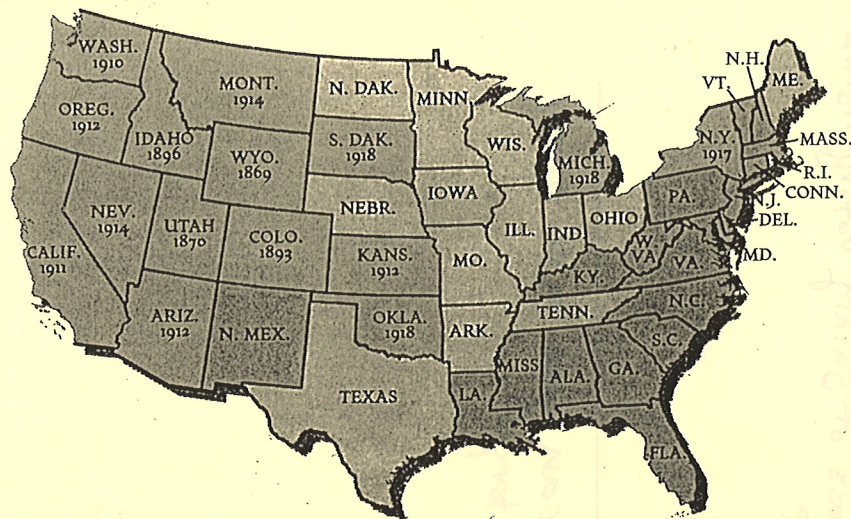 WASH.
1910
OREG.
1912
IDAHO
1896
MONT.
1914
WYO.
1869
N. DAK.
S. DAK.
1918
MINN.
WIS.
MICH.
1918
N.H.
VT.
ME.
N.Y.
1917
MASS.
R.I.
CONN.
N.J.
DEL.
MD.
PA.
CALIF.
1911
NEV.
1914
UTAH
1870
COLO.
1893
NEBR.
KANS.
1912
IOWA
MO.
ILL.
IND.
OHIO
W.
VA.
VA.
KY.
N.C.
TENN.
S.C.
ARIZ.
1912
N. MEX.
OKLA.
1918
ARK.
TEXAS
LA.
MISS
ALA.
GA.
FLA.